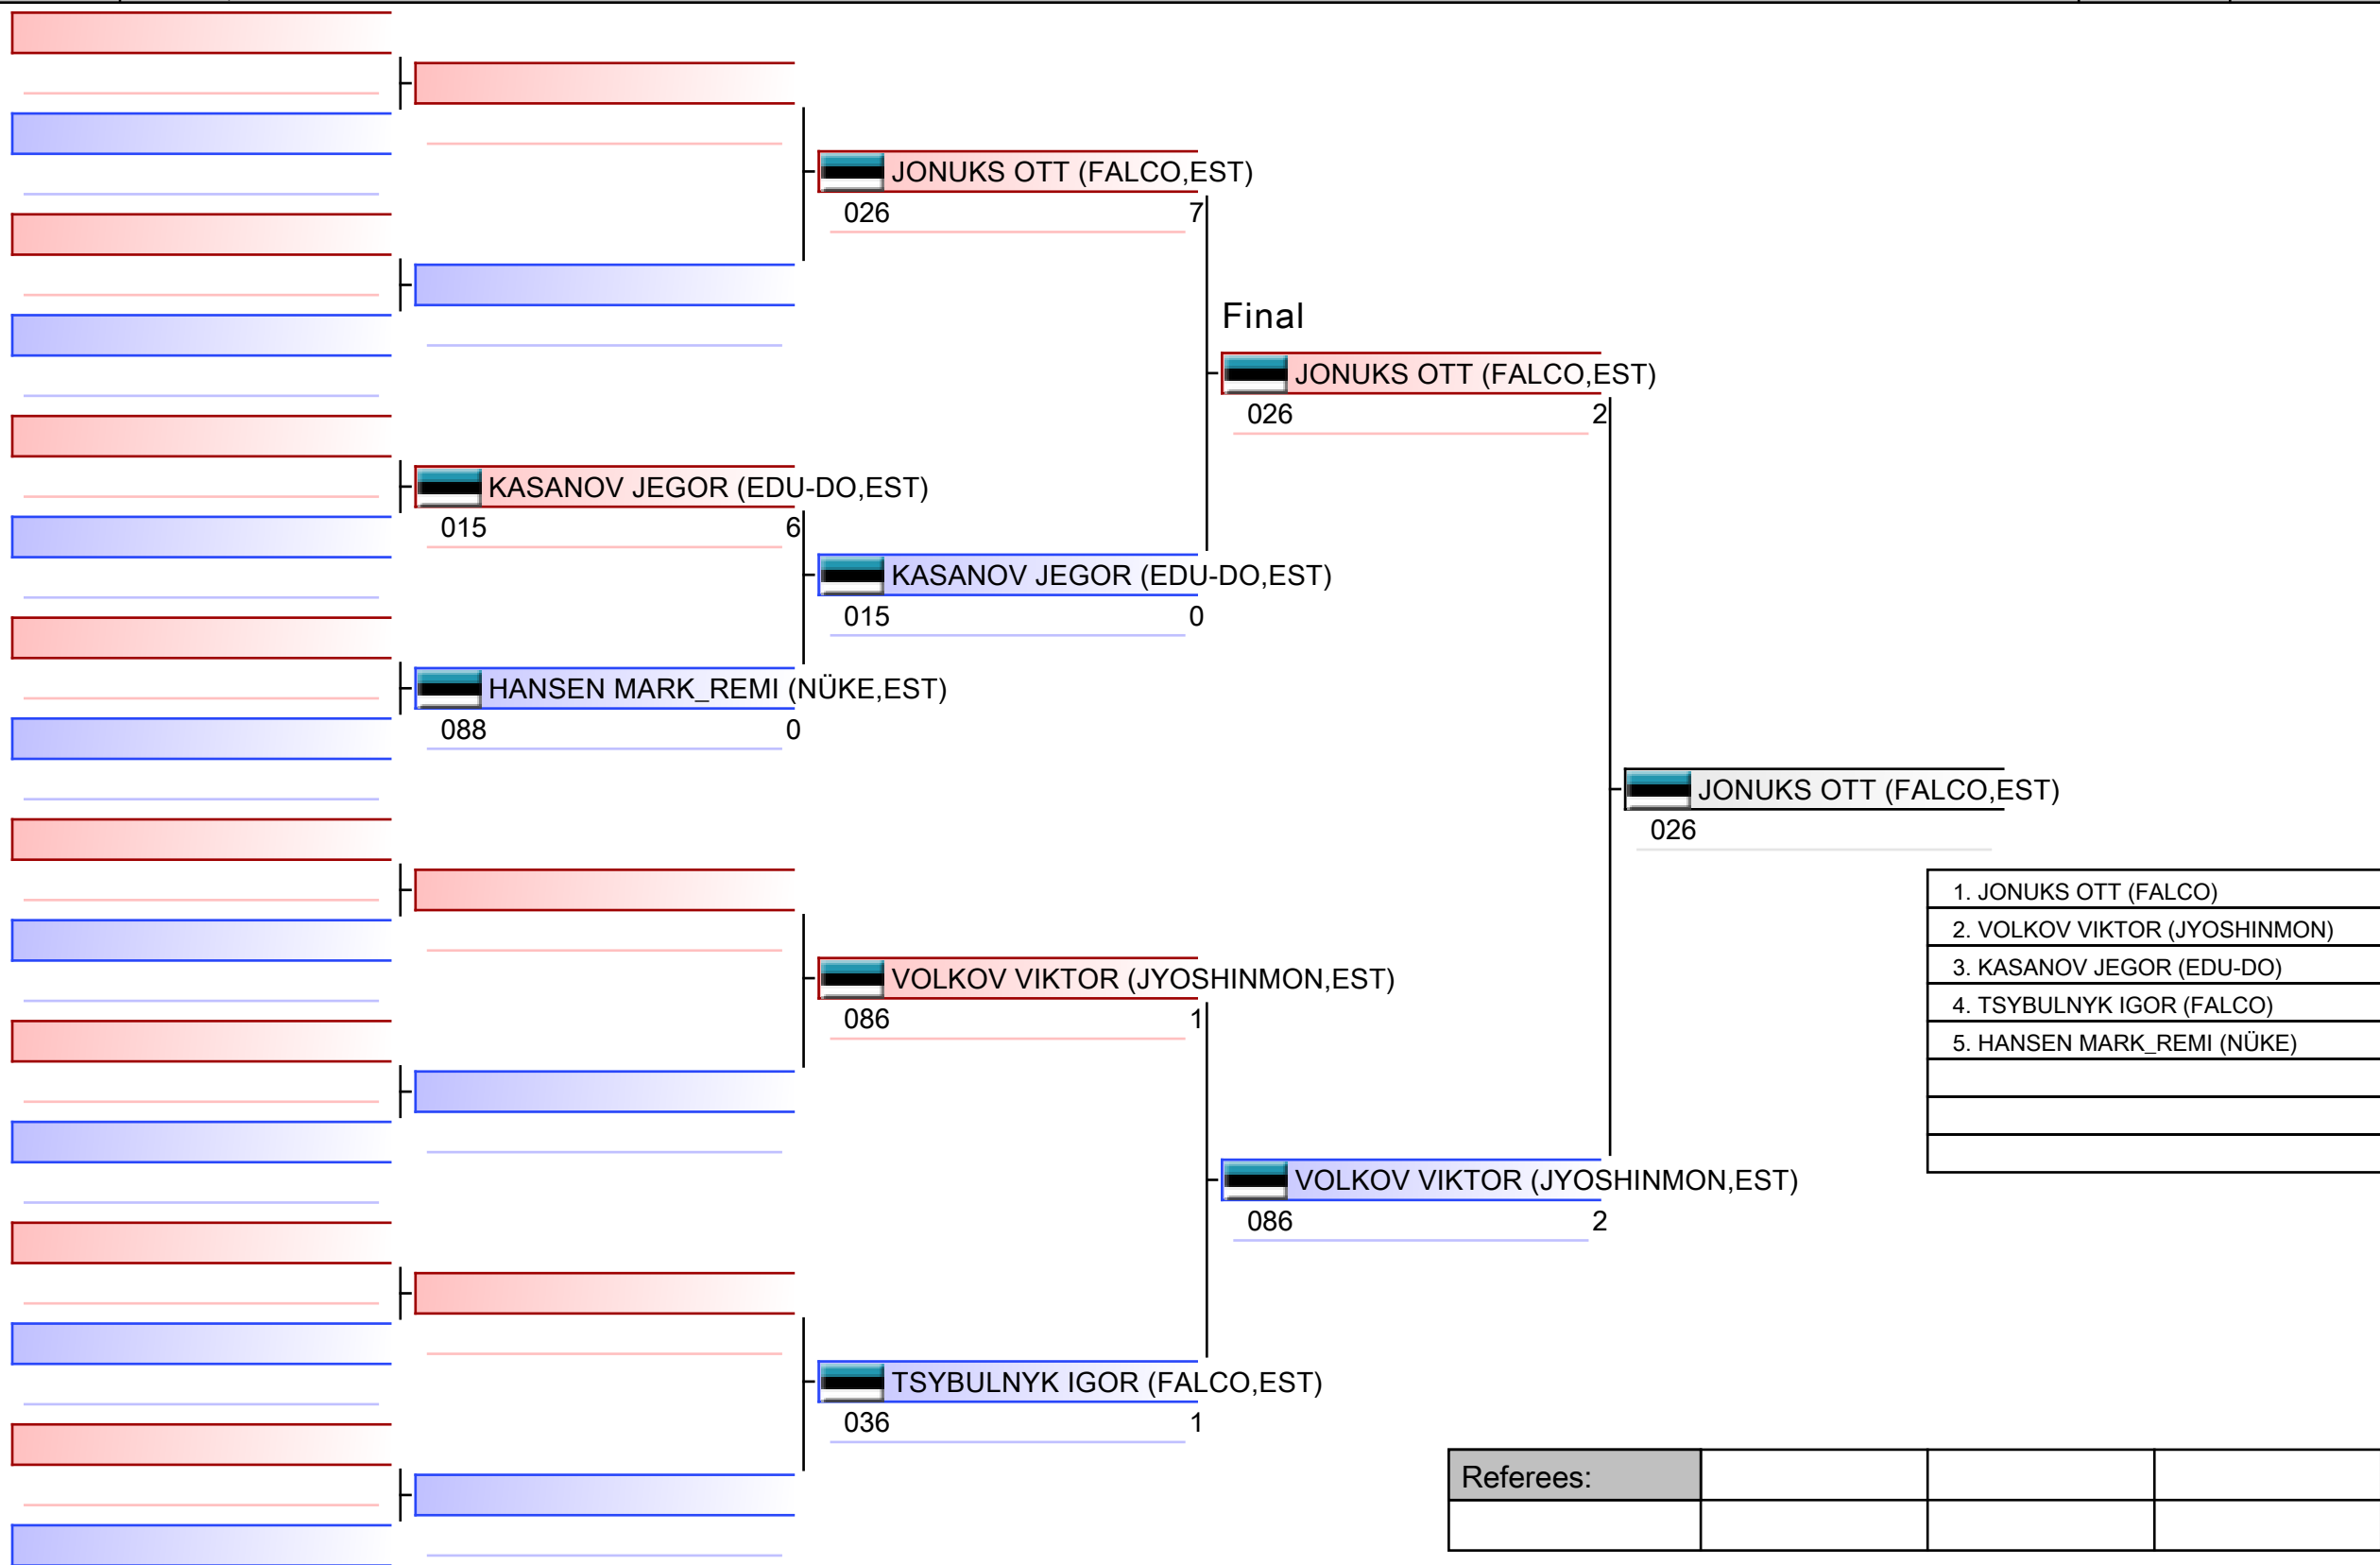 JONUKS OTT (FALCO,EST)
026 7
Final
JONUKS OTT (FALCO,EST)
026 2
KASANOV JEGOR (EDU-DO,EST)
015 6
KASANOV JEGOR (EDU-DO,EST)
015 0
HANSEN MARK_REMI (NÜKE,EST)
088 0
JONUKS OTT (FALCO,EST)
026
1. JONUKS OTT (FALCO)
2. VOLKOV VIKTOR (JYOSHINMON)
3. KASANOV JEGOR (EDU-DO)
4. TSYBULNYK IGOR (FALCO)
5. HANSEN MARK_REMI (NÜKE)
VOLKOV VIKTOR (JYOSHINMON,EST)
086 1
VOLKOV VIKTOR (JYOSHINMON,EST)
086 2
TSYBULNYK IGOR (FALCO,EST)
036 1
Referees: